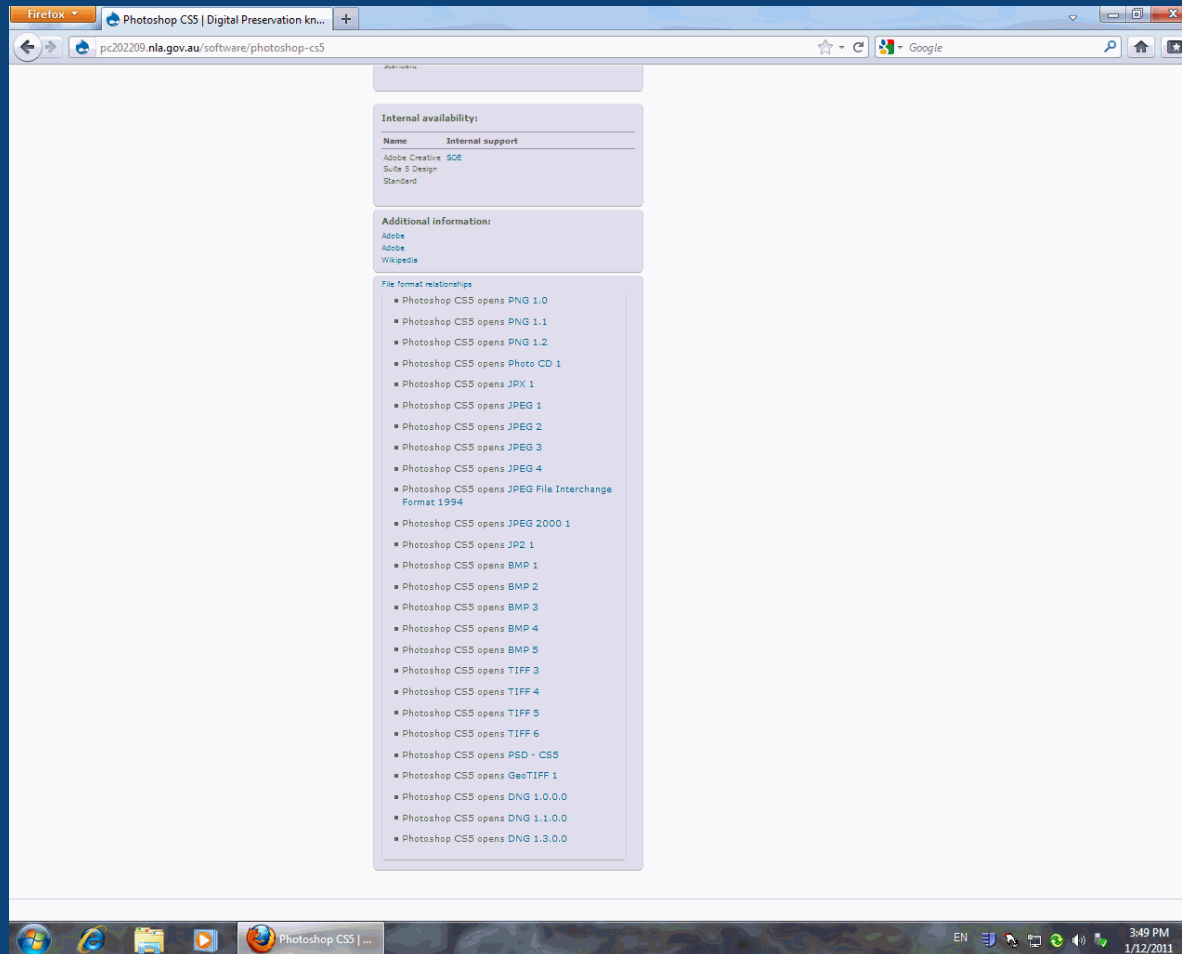 Firefox
Photoshop CS5 | Digital Preservation kn...
pc202209.nla.gov.au/software/photoshop-cs5
Google
Standard
Internal availability:
Name Internal support
Adobe Creative SOE
Suite 5 Design
Standard
Additional information:
Adobe
Adobe
Wikipedia
File format relationships
Photoshop CS5 opens PNG 1.0
Photoshop CS5 opens PNG 1.1
Photoshop CS5 opens PNG 1.2
Photoshop CS5 opens Photo CD 1
Photoshop CS5 opens JPX 1
Photoshop CS5 opens JPEG 1
Photoshop CS5 opens JPEG 2
Photoshop CS5 opens JPEG 3
Photoshop CS5 opens JPEG 4
Photoshop CS5 opens JPEG File Interchange
Format 1994
Photoshop CS5 opens JPEG 2000 1
Photoshop CS5 opens JP2 1
Photoshop CS5 opens BMP 1
Photoshop CS5 opens BMP 2
Photoshop CS5 opens BMP 3
Photoshop CS5 opens BMP 4
Photoshop CS5 opens BMP 5
Photoshop CS5 opens TIFF 3
Photoshop CS5 opens TIFF 4
Photoshop CS5 opens TIFF 5
Photoshop CS5 opens TIFF 6
Photoshop CS5 opens PSD - CS5
Photoshop CS5 opens GeoTIFF 1
Photoshop CS5 opens DNG 1.0.0.0
Photoshop CS5 opens DNG 1.1.0.0
Photoshop CS5 opens DNG 1.3.0.0
Photoshop CS5 | ...
EN
3:49 PM
1/12/2011